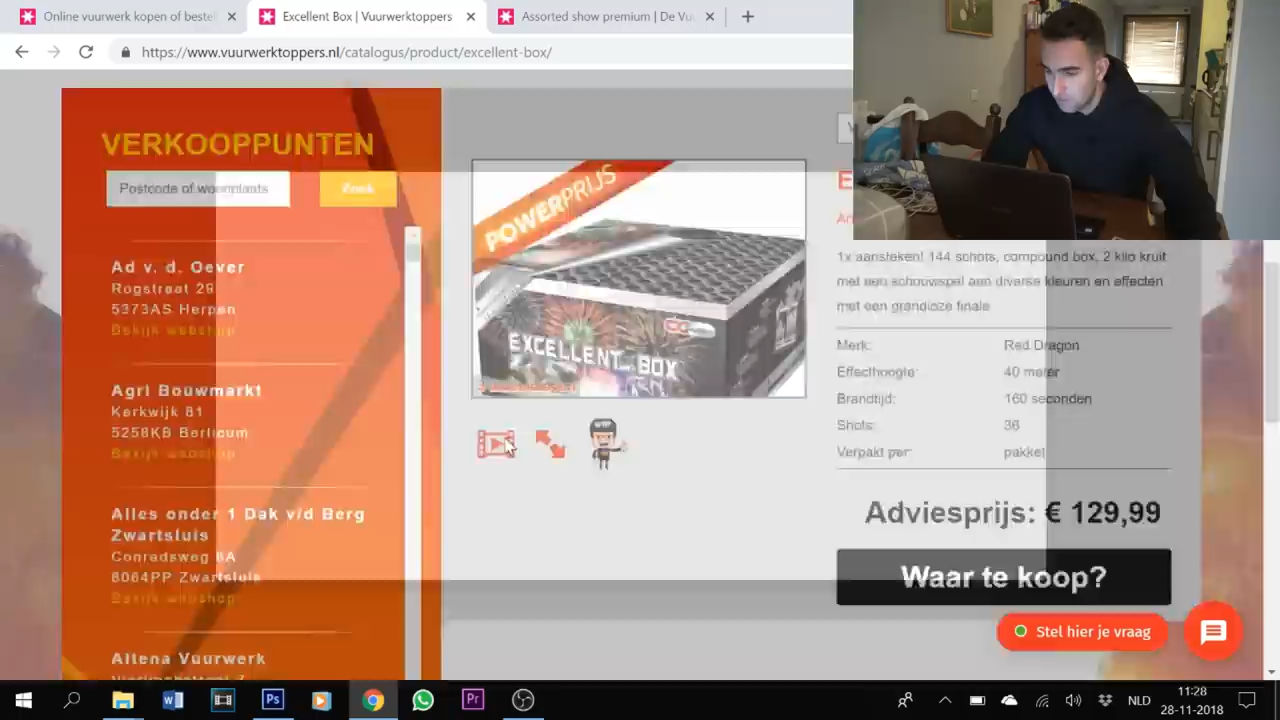 Online vuurwerk kopen of bestel
Excellent Box | Vuurwerktoppers
Assorted show premium | De Vu
https://www.vuurwerktoppers.nl/catalogus/product/excellent-box/
VERKOOPPUNTEN
Postcode of woonplaats
Zoek
Ad v. d. Oever
Rogstraat 29
5373AS Herpen
Bekijk webshop
Agri Bouwmarkt
Kerkwijk 81
5258KB Berlicum
Bekijk webshop
Alles onder 1 Dak v/d Berg
Zwartsluis
Conradsweg 8A
8064PP Zwartsluis
Bekijk webshop
Altena Vuurwerk
POWERPRIJS
EXCELLENT BOX
1x aansteken! 144 schots, compound box, 2 kilo kruit
met een schouwspel aan diverse kleuren en effecten
met een grandioze finale
Merk: Red Dragon
Effecthoogte: 40 meter
Brandtijd: 160 seconden
Shots: 36
Verpakt per: pakket
Adviesprijs: € 129,99
Waar te koop?
Stel hier je vraag
NLD
11:28
28-11-2018